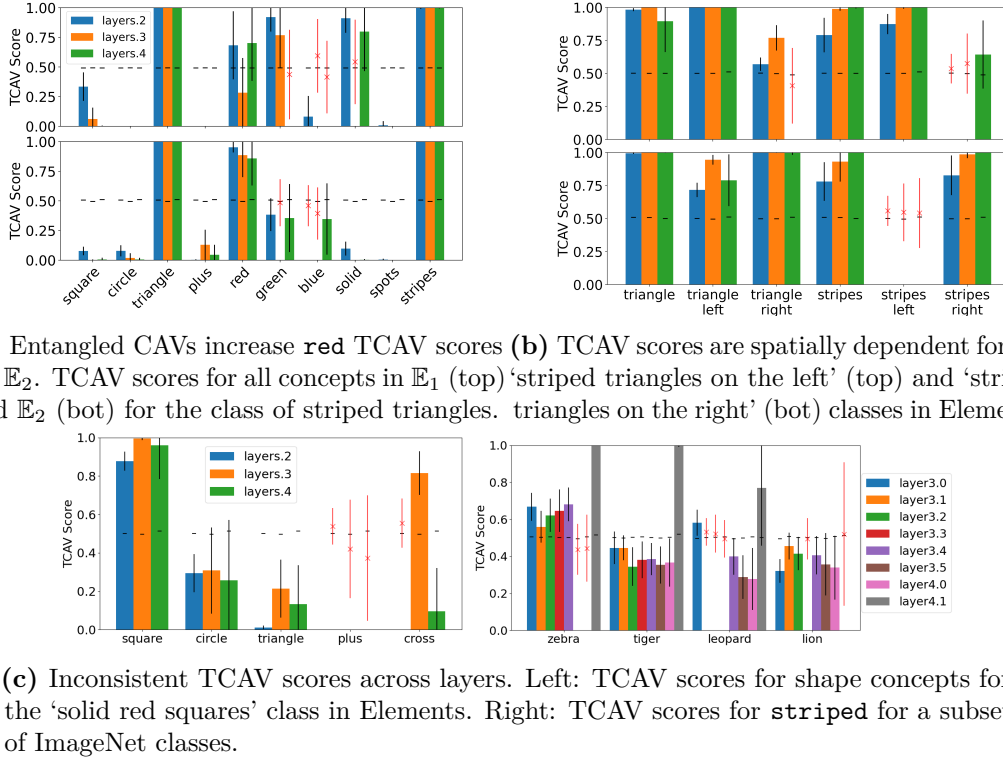 1.00
0.75
0.50
0.25
0.00
TCAV Score
layers.2
layers.3
layers.4
1.00
0.75
0.50
0.25
0.00
TCAV Score
square
circle
triangle
plus
red
green
blue
solid
spots
stripes
1.00
0.75
0.50
0.25
0.00
TCAV Score
1.00
0.75
0.50
0.25
0.00
TCAV Score
triangle
triangle left
triangle right
stripes
stripes left
stripes right
Entangled CAVs increase red TCAV scores
E₂. TCAV scores for all concepts in E₁ (top)
d E₂ (bot) for the class of striped triangles.
(b) TCAV scores are spatially dependent for
‘striped triangles on the left’ (top) and ‘stri
triangles on the right’ (bot) classes in Eleme
1.0
0.8
0.6
0.4
0.2
0.0
TCAV Score
layers.2
layers.3
layers.4
square
circle
triangle
plus
cross
1.0
0.8
0.6
0.4
0.2
0.0
TCAV Score
zebra
tiger
leopard
lion
layer3.0
layer3.1
layer3.2
layer3.3
layer3.4
layer3.5
layer4.0
layer4.1
(c) Inconsistent TCAV scores across layers. Left: TCAV scores for shape concepts for
the ‘solid red squares’ class in Elements. Right: TCAV scores for striped for a subse
of ImageNet classes.